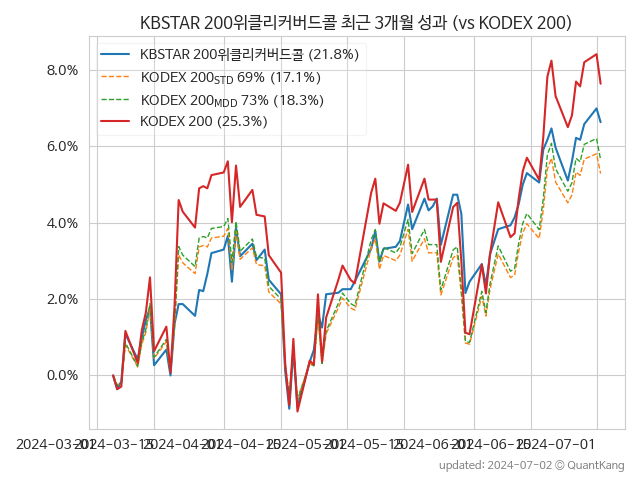 KBSTAR 200위클리커버드콜 최근 3개월 성과 (vs KODEX 200)
KBSTAR 200위클리커버드콜 (21.8%)
KODEX 200STD 69% (17.1%)
KODEX 200MDD 73% (18.3%)
KODEX 200 (25.3%)
8.0%
6.0%
4.0%
2.0%
0.0%
2024-03-01 2024-03-15 2024-04-01 2024-04-15 2024-05-01 2024-05-15 2024-06-01 2024-06-15 2024-07-01
updated: 2024-07-02 © QuantKang